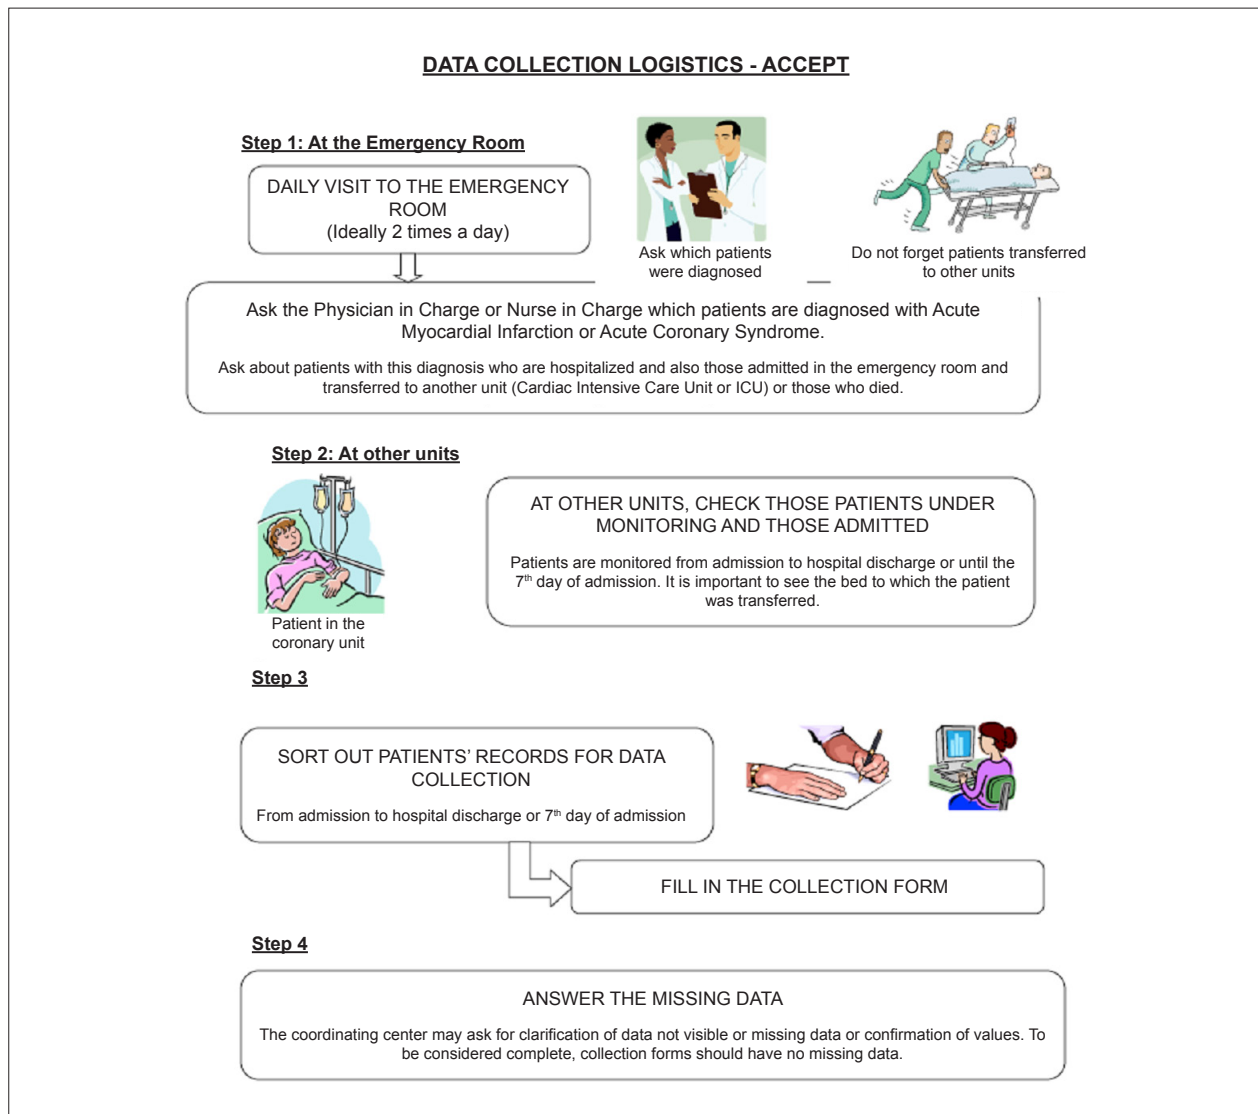 DATA COLLECTION LOGISTICS - ACCEPT
Step 1: At the Emergency Room
DAILY VISIT TO THE EMERGENCY
ROOM
(Ideally 2 times a day)
Ask which patients
were diagnosed
Do not forget patients transferred
to other units
Ask the Physician in Charge or Nurse in Charge which patients are diagnosed with Acute
Myocardial Infarction or Acute Coronary Syndrome.
Ask about patients with this diagnosis who are hospitalized and also those admitted in the emergency room and
transferred to another unit (Cardiac Intensive Care Unit or ICU) or those who died.
Step 2: At other units
Patient in the
coronary unit
AT OTHER UNITS, CHECK THOSE PATIENTS UNDER
MONITORING AND THOSE ADMITTED
Patients are monitored from admission to hospital discharge or until the
7th day of admission. It is important to see the bed to which the patient
was transferred.
Step 3
SORT OUT PATIENTS’ RECORDS FOR DATA
COLLECTION
From admission to hospital discharge or 7th day of admission
FILL IN THE COLLECTION FORM
Step 4
ANSWER THE MISSING DATA
The coordinating center may ask for clarification of data not visible or missing data or confirmation of values. To
be considered complete, collection forms should have no missing data.